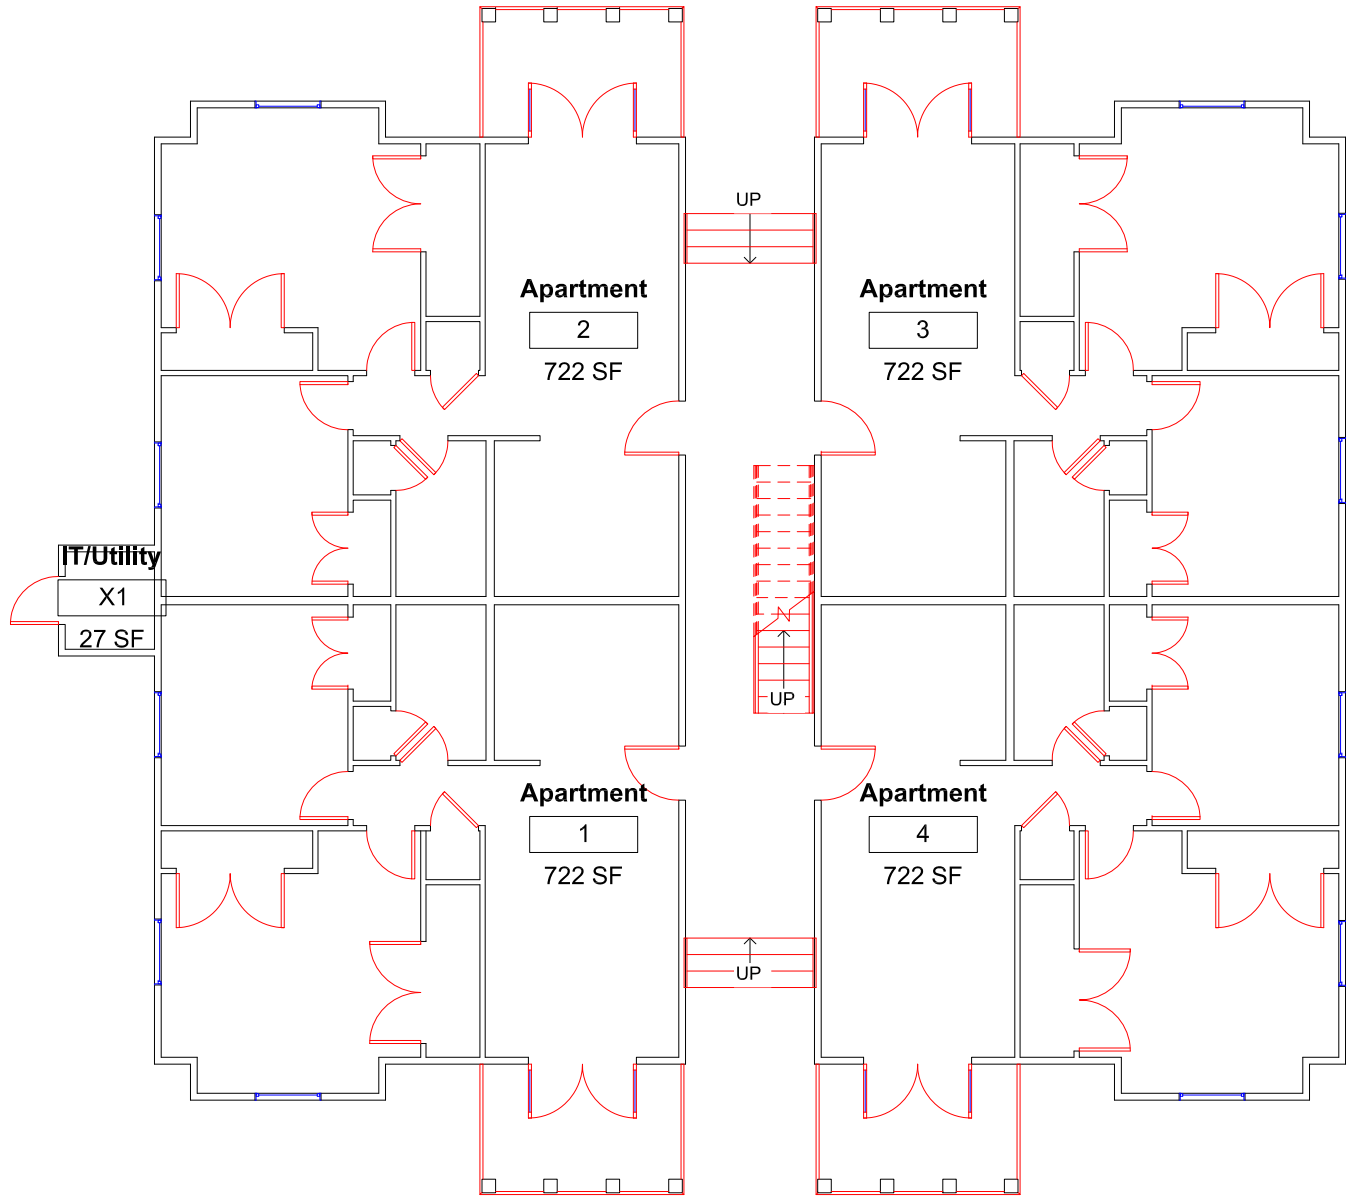 UP
Apartment
2
722 SF
Apartment
3
722 SF
IT/Utility
X1
27 SF
UP
Apartment
1
722 SF
Apartment
4
722 SF
UP